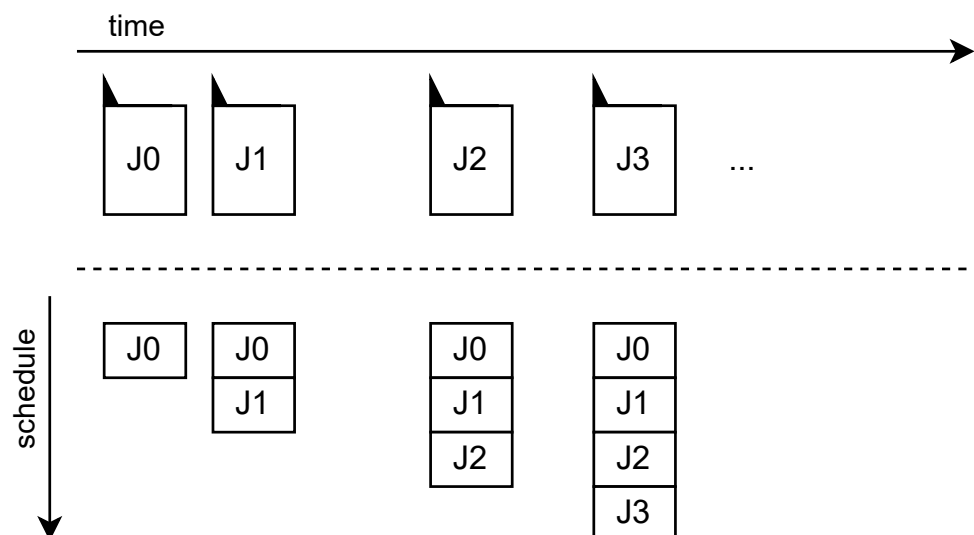 time
J0 J1 J2 J3 ...
schedule
J0 J0 J0 J0
J1 J1 J1
J2 J2
J3